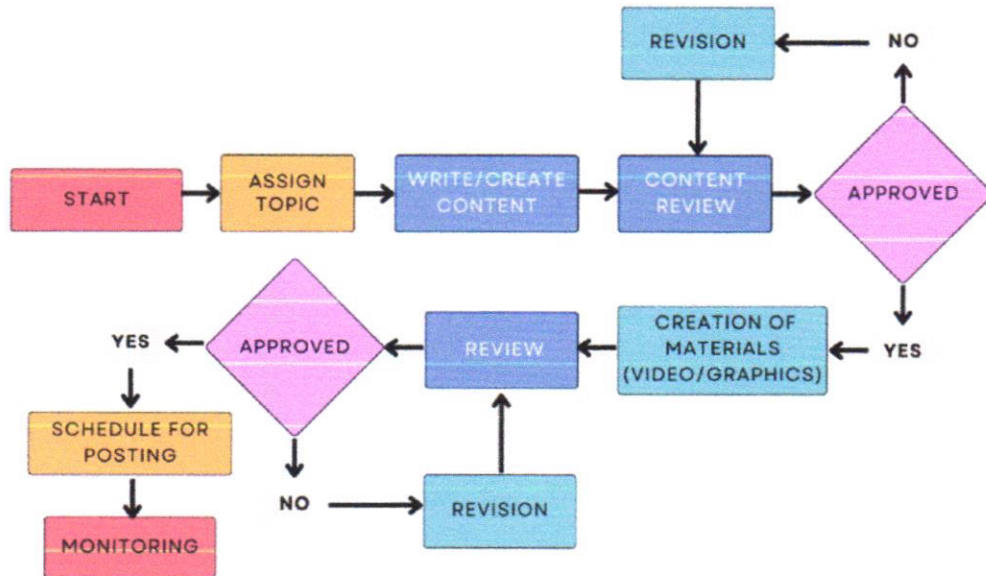 REVISION
NO
START
ASSIGN
TOPIC
WRITE/CREATE
CONTENT
CONTENT
REVIEW
APPROVED
YES
CREATION OF
MATERIALS
(VIDEO/GRAPHICS)
REVIEW
APPROVED
YES
SCHEDULE FOR
POSTING
NO
REVISION
MONITORING